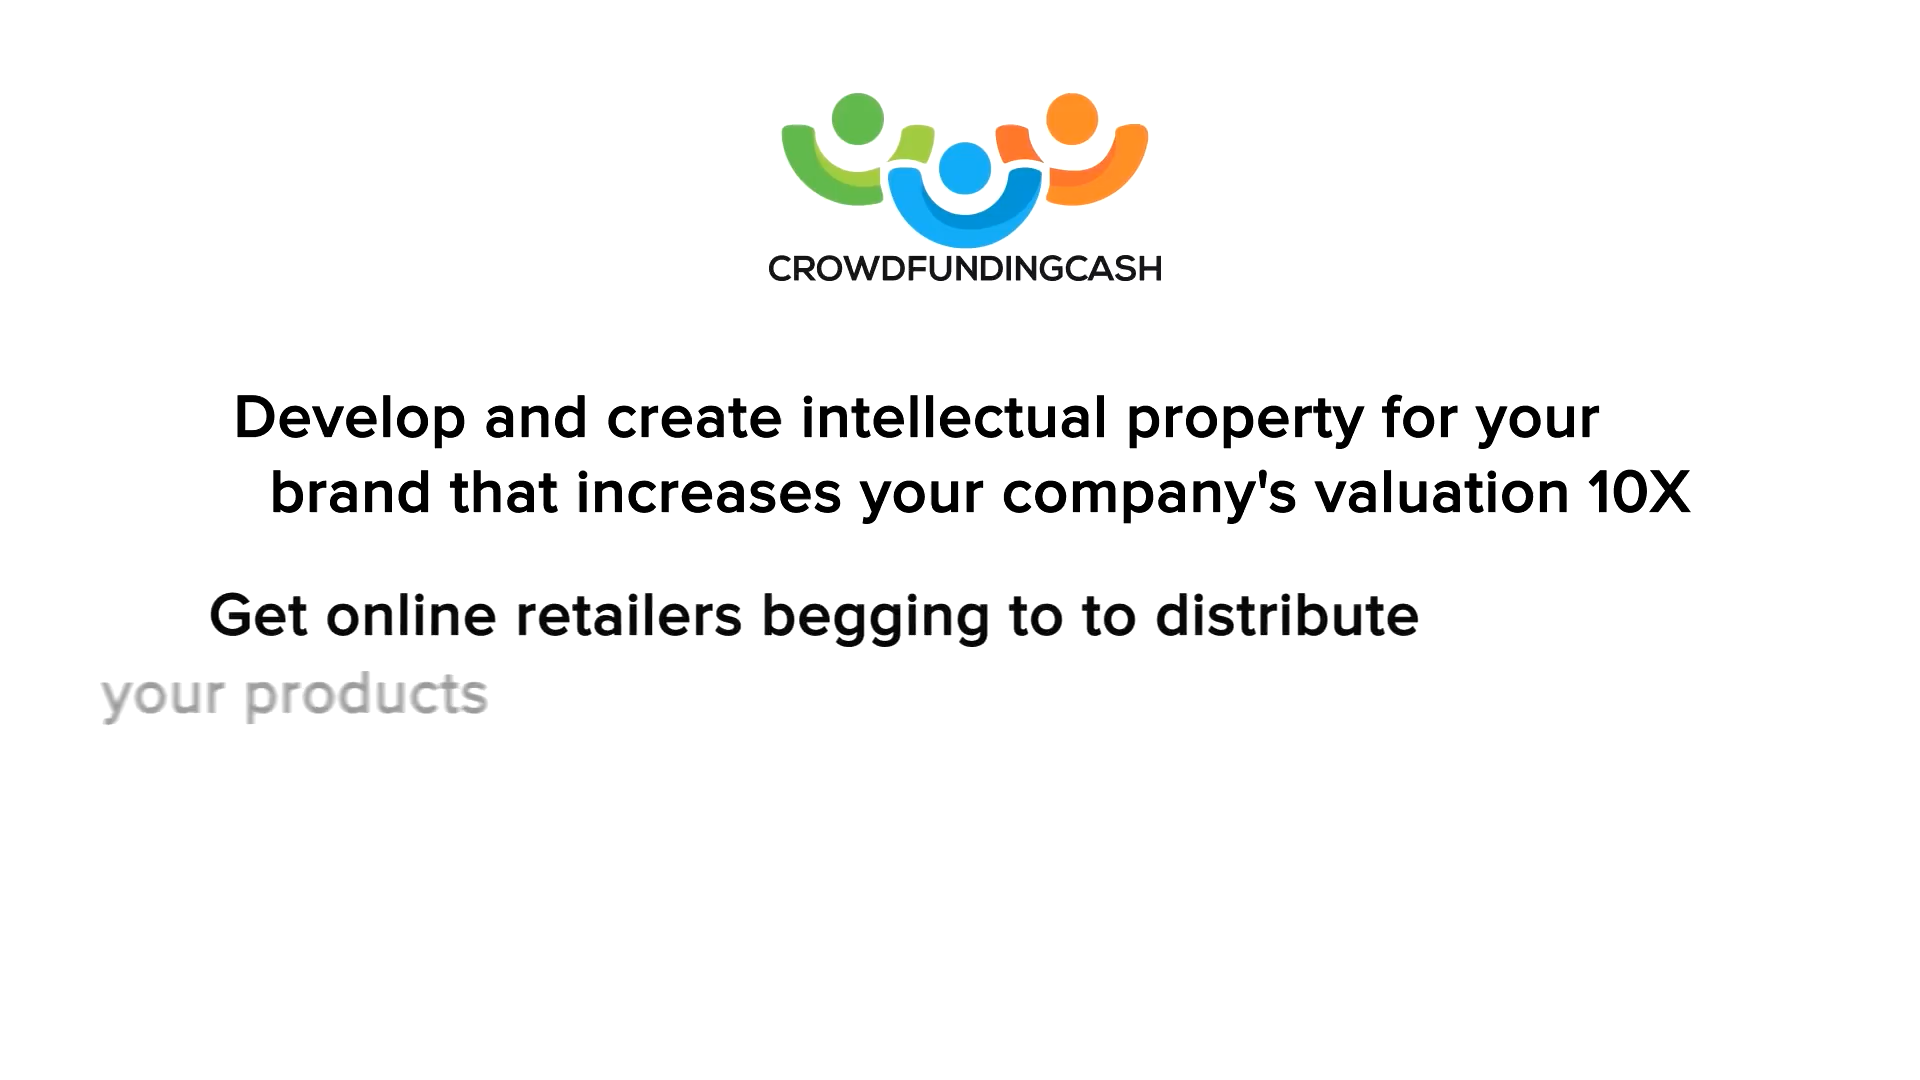 CROWDFUNDINGCASH
Develop and create intellectual property for your
brand that increases your company's valuation 10X
Get online retailers begging to to distribute
your products